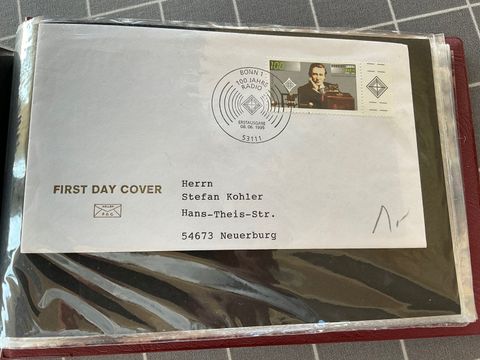 BONN 1
100 JAHRE
RADIO
ERSTAUSGABE
08.06.1995
53111
100
FIRST DAY COVER
Herrn
Stefan Kohler
Hans-Theis-Str.
54673 Neuerburg